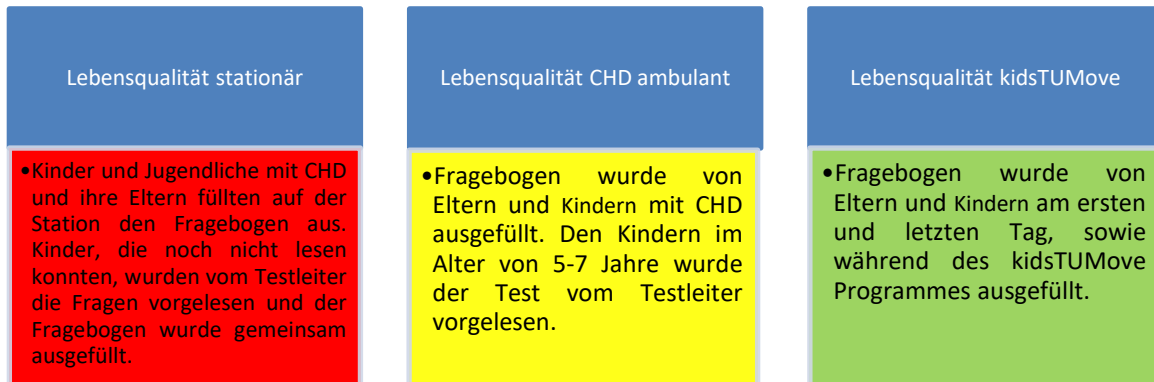 Lebensqualität stationär
•Kinder und Jugendliche mit CHD
und ihre Eltern füllten auf der
Station den Fragebogen aus.
Kinder, die noch nicht lesen
konnten, wurden vom Testleiter
die Fragen vorgelesen und der
Fragebogen wurde gemeinsam
ausgefüllt.
Lebensqualität CHD ambulant
•Fragebogen wurde von
Eltern und Kindern mit CHD
ausgefüllt. Den Kindern im
Alter von 5-7 Jahre wurde
der Test vom Testleiter
vorgelesen.
Lebensqualität kidsTUMove
•Fragebogen wurde von
Eltern und Kindern am ersten
und letzten Tag, sowie
während des kidsTUMove
Programmes ausgefüllt.